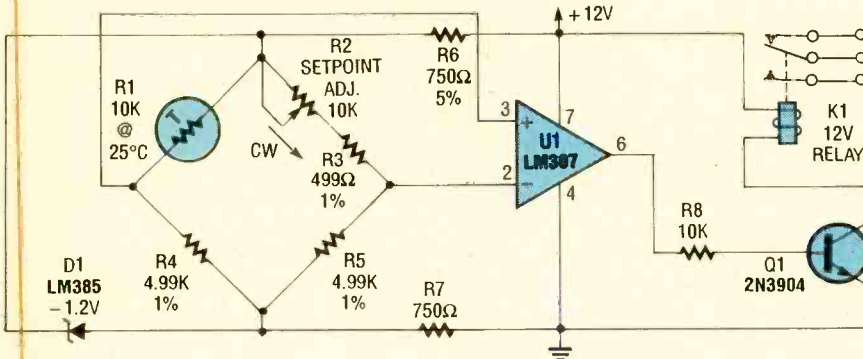 +12V
R1
10K
@
25°C
T
R2
SETPOINT
ADJ.
10K
CW
R3
499Ω
1%
R6
750Ω
5%
3
+
7
U1
LM307
6
2
−
4
K1
12V
RELAY
R8
10K
Q1
2N3904
D1
LM385
−1.2V
R4
4.99K
1%
R5
4.99K
1%
R7
750Ω